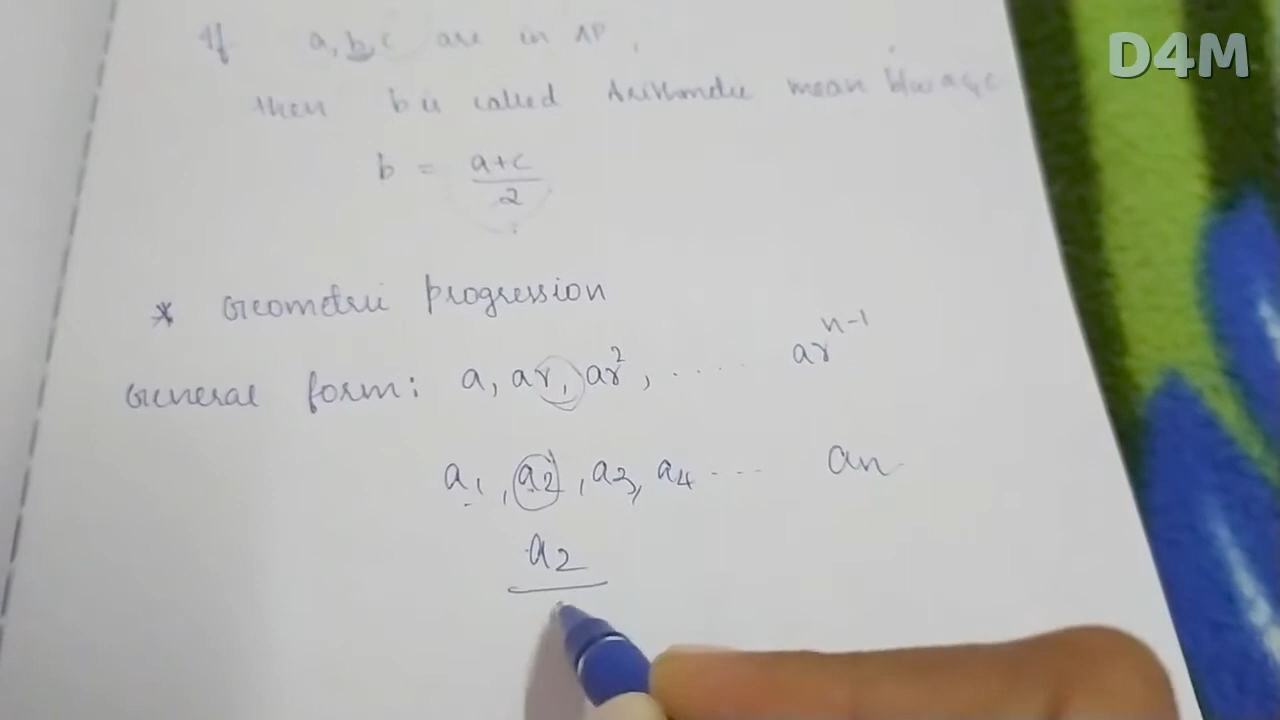 D4M
If a, b, c are in AP,
then b is called Arithmetic mean b/w a & c
b = a+c
2
* Geometric progression
General form: a, ar, ar², ..... arⁿ⁻¹
a₁, a₂, a₃, a₄ ... aₙ
a₂